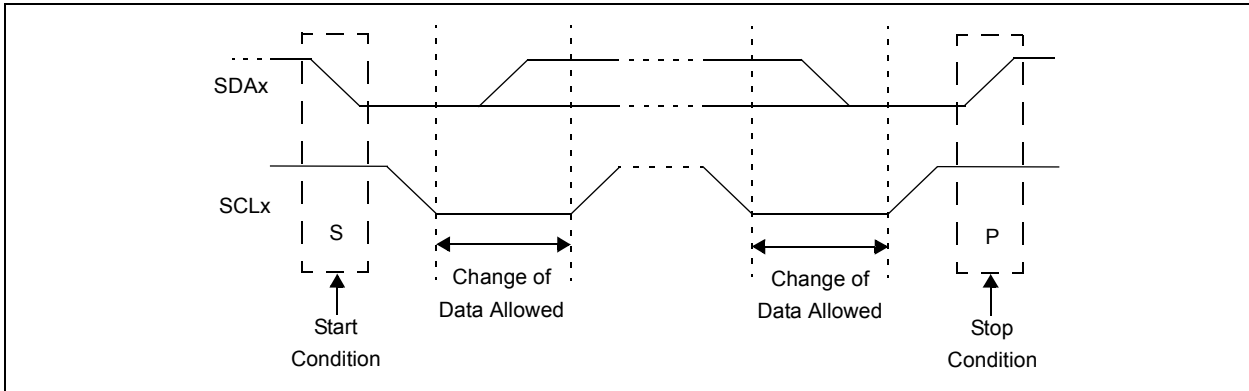 SDAx
SCLx
S
P
Change of
Data Allowed
Change of
Data Allowed
Start
Condition
Stop
Condition